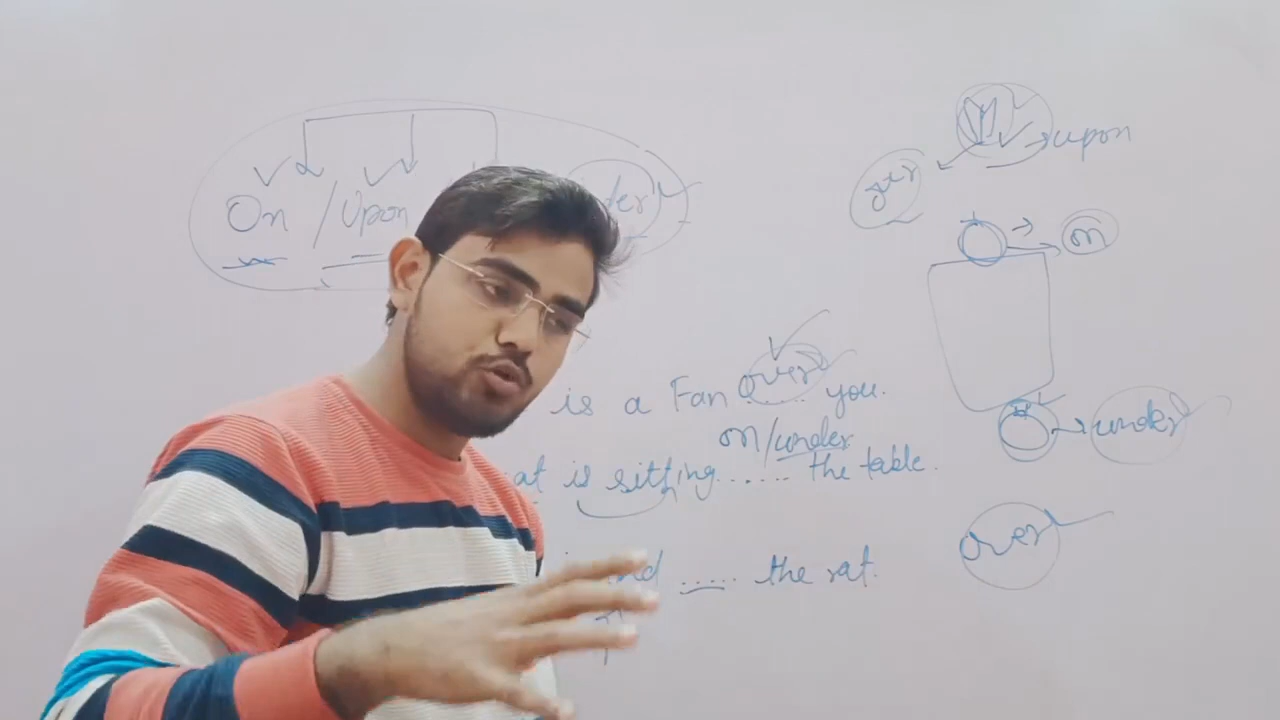 On / Upon
upon
over
on
under
is a Fan over you.
on/under
at is sitting ...... the table.
over
..... the rat.